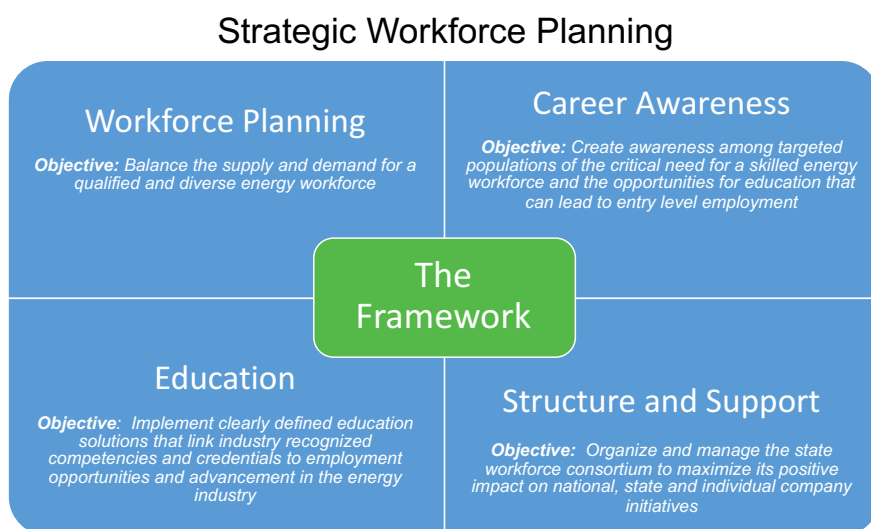 Strategic Workforce Planning
Workforce Planning
Objective: Balance the supply and demand for a
qualified and diverse energy workforce
Career Awareness
Objective: Create awareness among targeted
populations of the critical need for a skilled energy
workforce and the opportunities for education that
can lead to entry level employment
The
Framework
Education
Objective: Implement clearly defined education
solutions that link industry recognized
competencies and credentials to employment
opportunities and advancement in the energy
industry
Structure and Support
Objective: Organize and manage the state
workforce consortium to maximize its positive
impact on national, state and individual company
initiatives